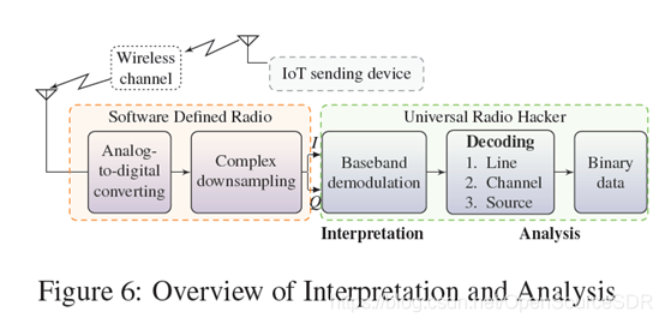 Wireless
channel
IoT sending device
Software Defined Radio
Universal Radio Hacker
Analog-
to-digital
converting
Complex
downsampling
I
Q
Baseband
demodulation
Decoding
1. Line
2. Channel
3. Source
Binary
data
Interpretation
Analysis
Figure 6: Overview of Interpretation and Analysis
https://blog.csdn.net/OpenSourceSDR